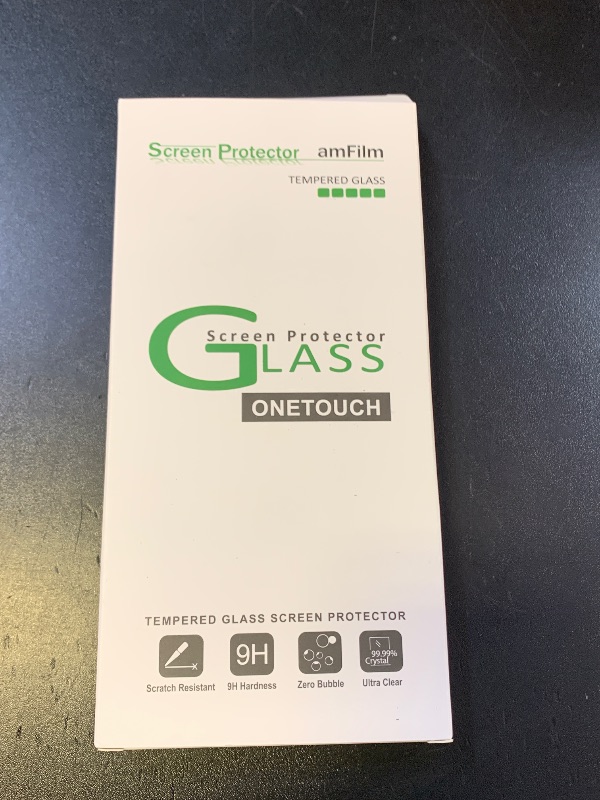 Screen Protector amFilm
TEMPERED GLASS
Screen Protector
GLASS
ONETOUCH
TEMPERED GLASS SCREEN PROTECTOR
9H
99.99%
Crystal
Scratch Resistant 9H Hardness Zero Bubble Ultra Clear